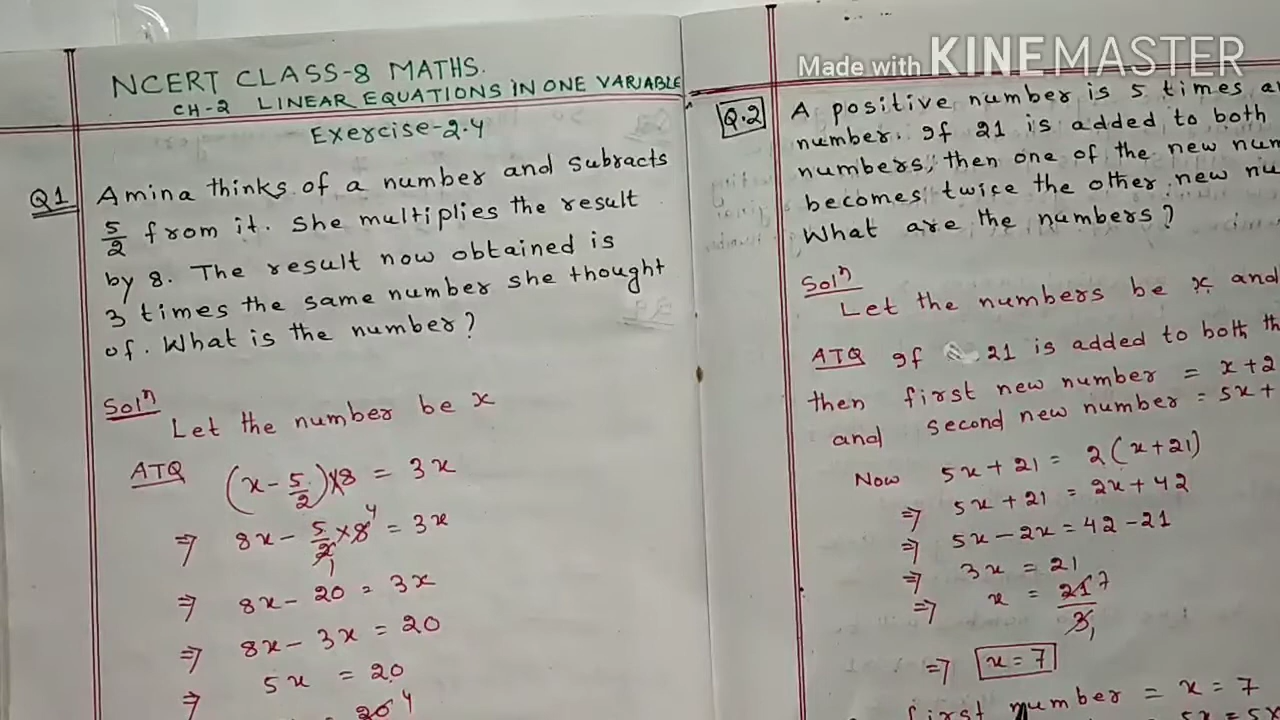 Made with KINEMASTER
NCERT CLASS-8 MATHS.
CH-2 LINEAR EQUATIONS IN ONE VARIABLE
Exercise-2.4
Q1 Amina thinks of a number and subracts
5/2 from it. She multiplies the result
by 8. The result now obtained is
3 times the same number she thought
of. What is the number?
Solⁿ
Let the number be x
ATQ (x - 5/2)×8 = 3x
⇒ 8x - 5/2 × 8 4 = 3x
1
⇒ 8x - 20 = 3x
⇒ 8x - 3x = 20
⇒ 5x = 20
⇒ 20 4
Q.2 A positive number is 5 times
number. If 21 is added to both
numbers, then one of the new
becomes twice the other new
What are the numbers?
Solⁿ
Let the numbers be x and
ATQ If 21 is added to both
then first new number = x+2
and second new number = 5x+
Now 5x+21 = 2(x+21)
⇒ 5x+21 = 2x+42
⇒ 5x-2x = 42-21
⇒ 3x = 21
⇒ x = 21 7 / 3 1
⇒ x = 7
first number = x = 7